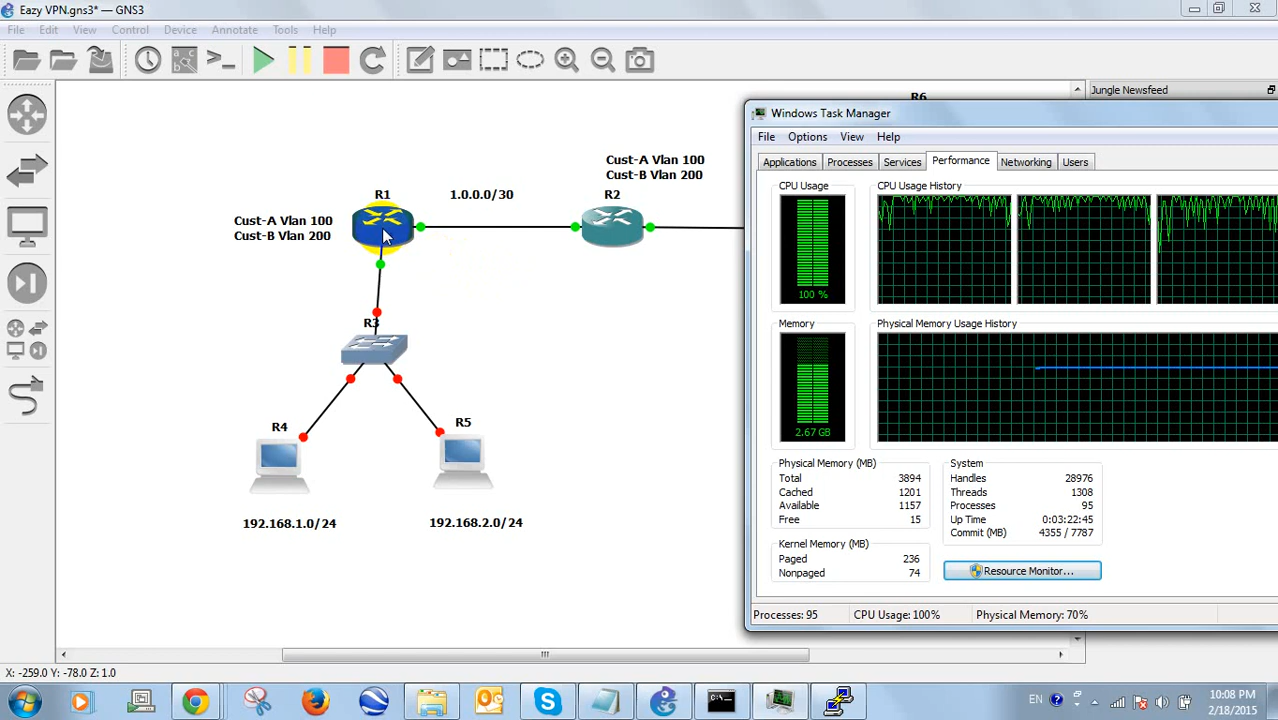 Eazy VPN.gns3* — GNS3
File Edit View Control Device Annotate Tools Help
Jungle Newsfeed
Cust-A Vlan 100
Cust-B Vlan 200
R1
1.0.0.0/30
R2
Cust-A Vlan 100
Cust-B Vlan 200
R3
R4
R5
192.168.1.0/24
192.168.2.0/24
Windows Task Manager
File Options View Help
Applications Processes Services Performance Networking Users
CPU Usage
CPU Usage History
100 %
Memory
Physical Memory Usage History
2.67 GB
Physical Memory (MB)
Total 3894
Cached 1201
Available 1157
Free 15
Kernel Memory (MB)
Paged 236
Nonpaged 74
System
Handles 28976
Threads 1308
Processes 95
Up Time 0:03:22:45
Commit (MB) 4355 / 7787
Resource Monitor...
Processes: 95 CPU Usage: 100% Physical Memory: 70%
X: -259.0 Y: -78.0 Z: 1.0
EN
10:08 PM
2/18/2015